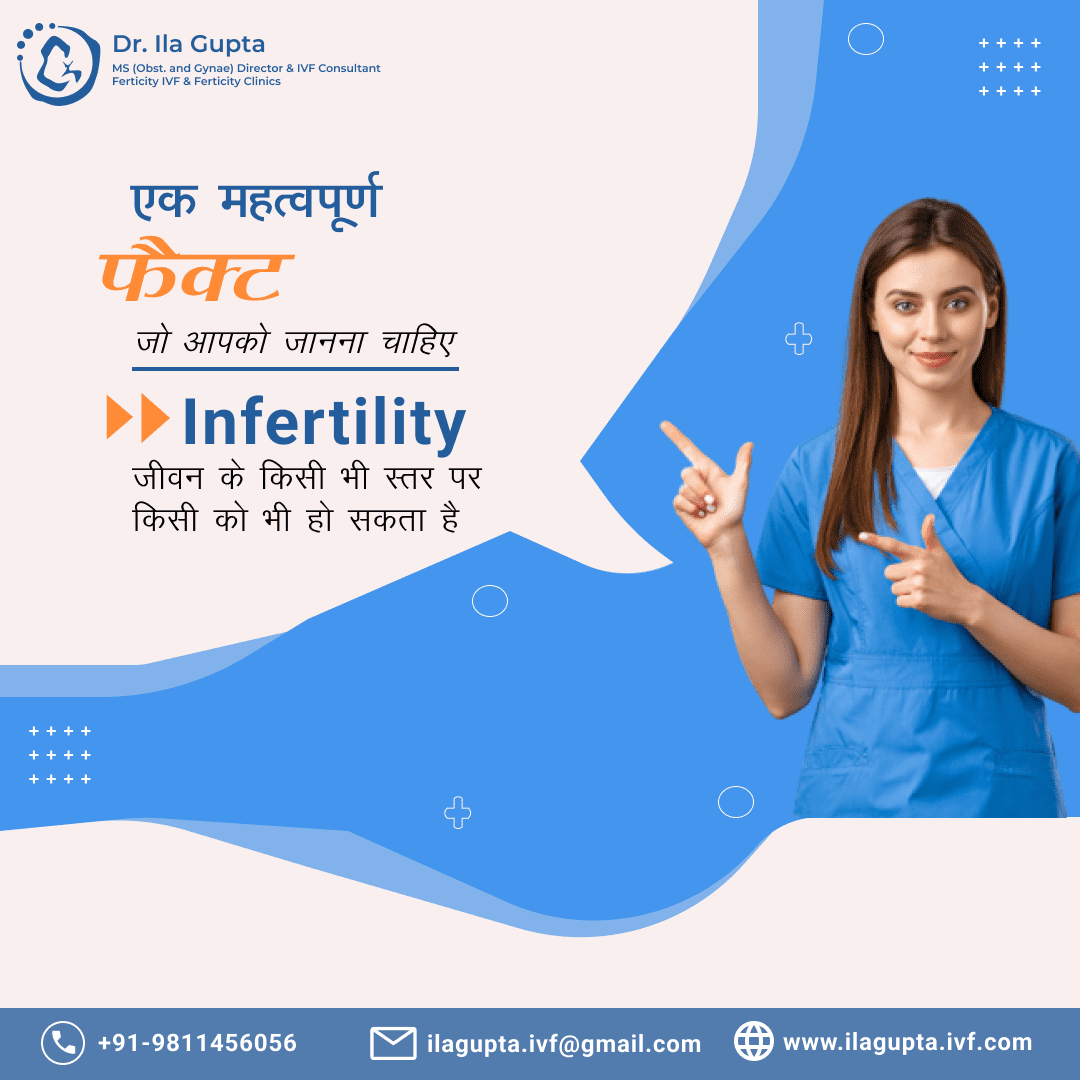 Dr. Ila Gupta
MS (Obst. and Gynae) Director & IVF Consultant
Ferticity IVF & Ferticity Clinics
एक महत्वपूर्ण
फैक्ट
जो आपको जानना चाहिए
Infertility
जीवन के किसी भी स्तर पर
किसी को भी हो सकता है
+91-9811456056
ilagupta.ivf@gmail.com
www.ilagupta.ivf.com